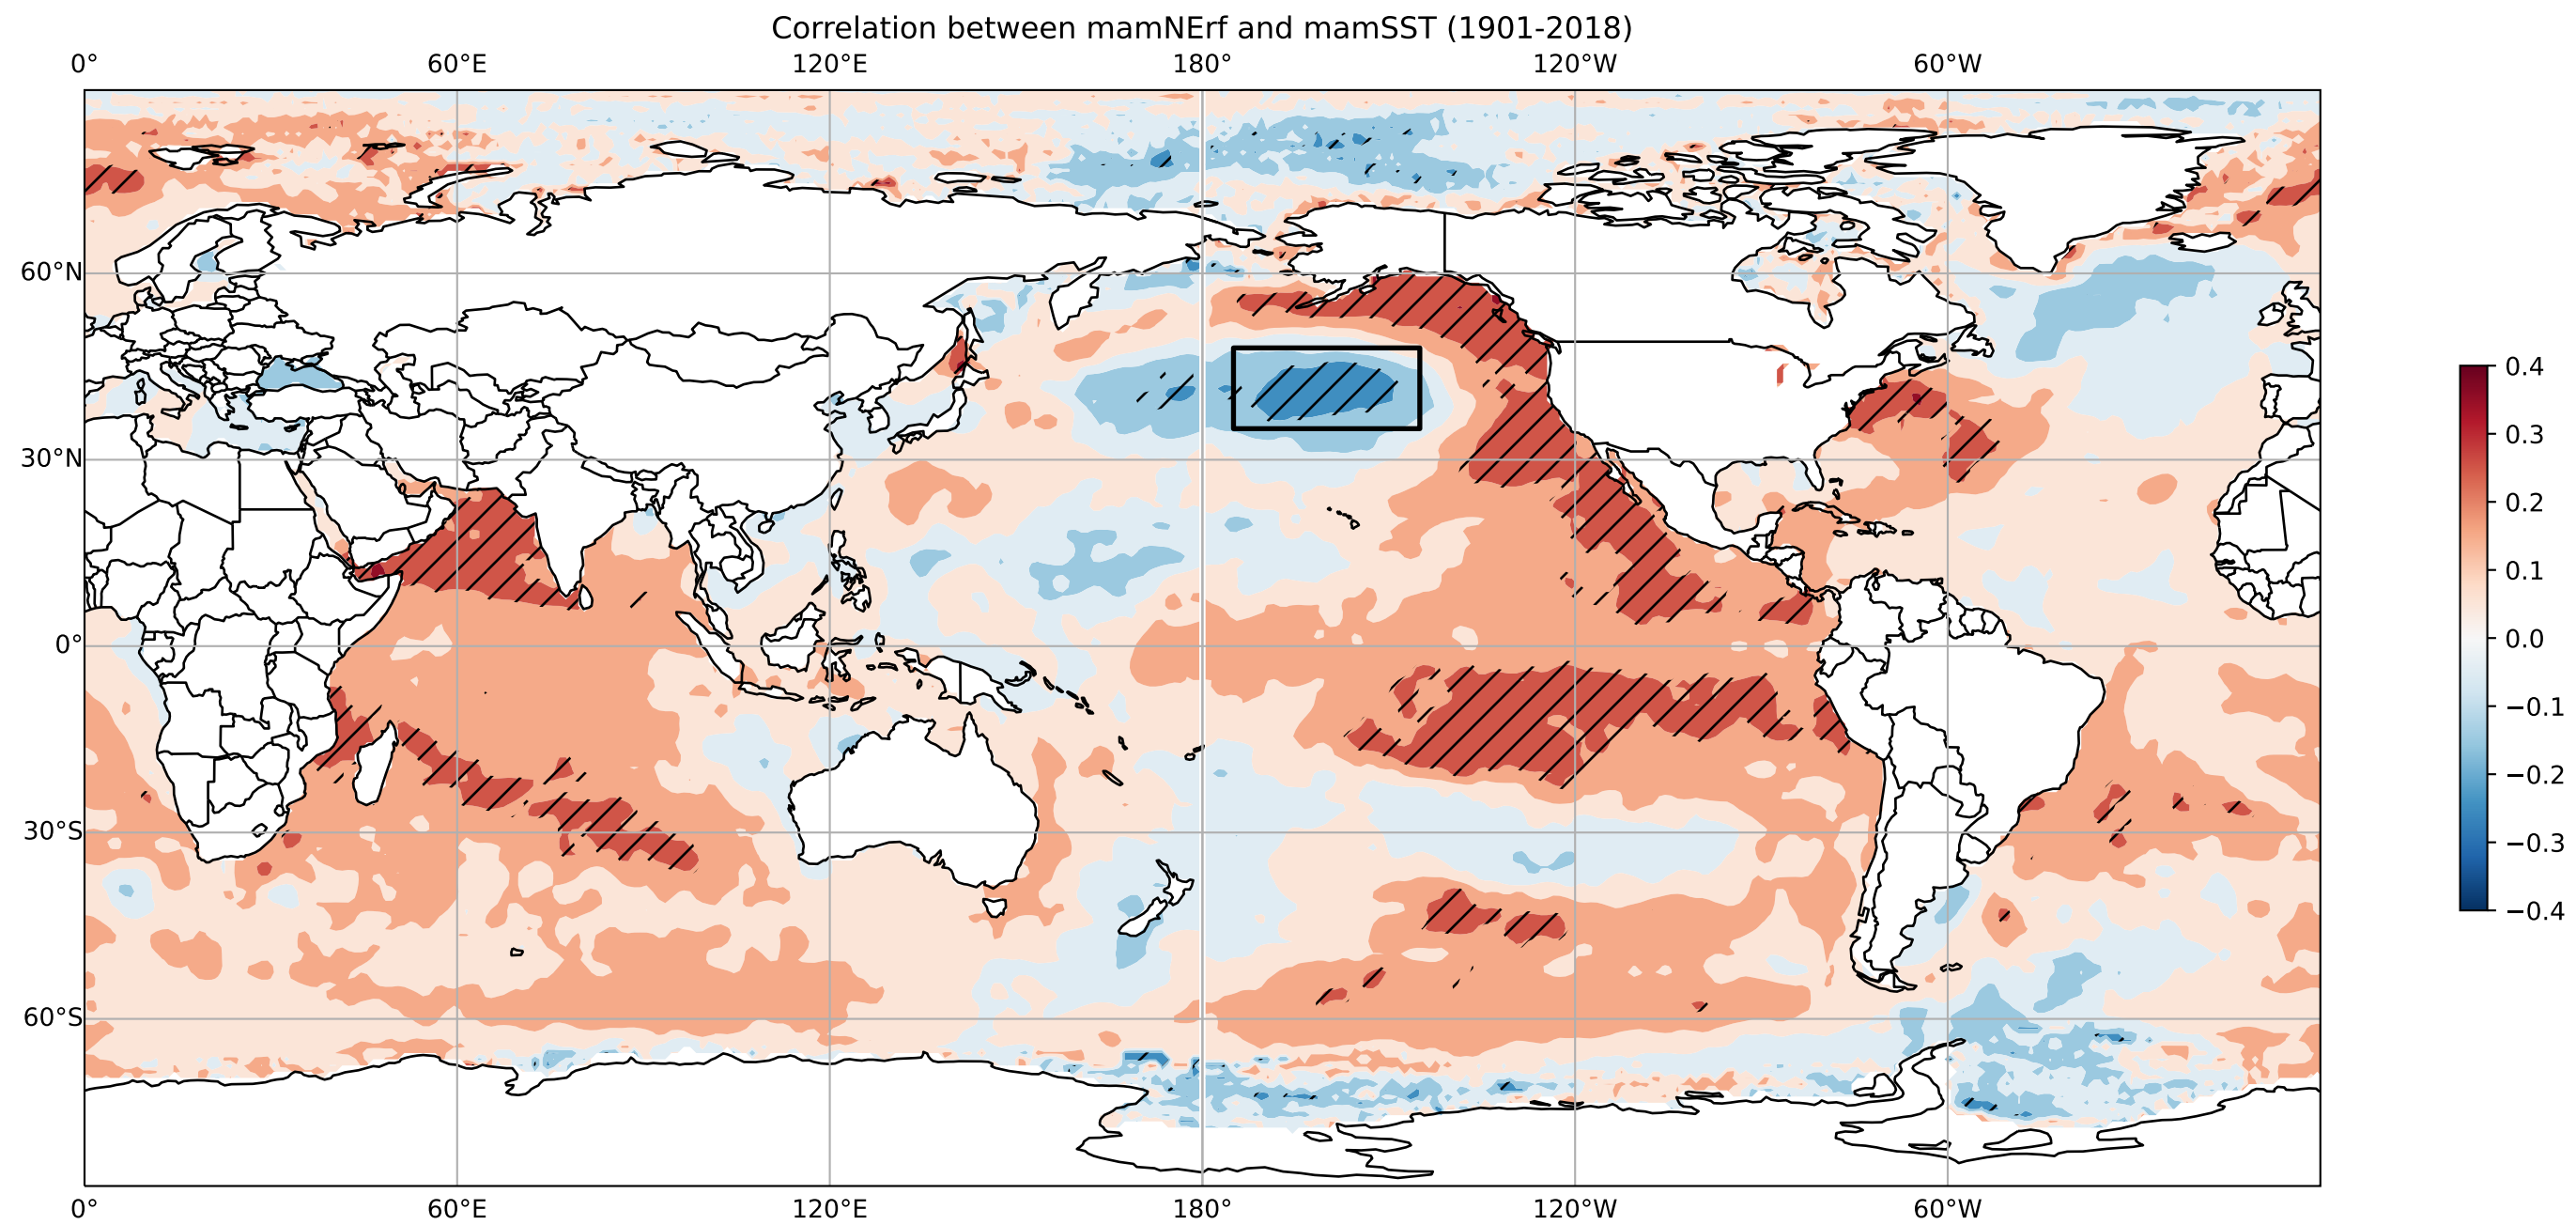 Correlation between mamNErf and mamSST (1901-2018)
0° 60°E 120°E 180° 120°W 60°W
60°N
30°N
0°
30°S
60°S
0° 60°E 120°E 180° 120°W 60°W
0.4
0.3
0.2
0.1
0.0
−0.1
−0.2
−0.3
−0.4